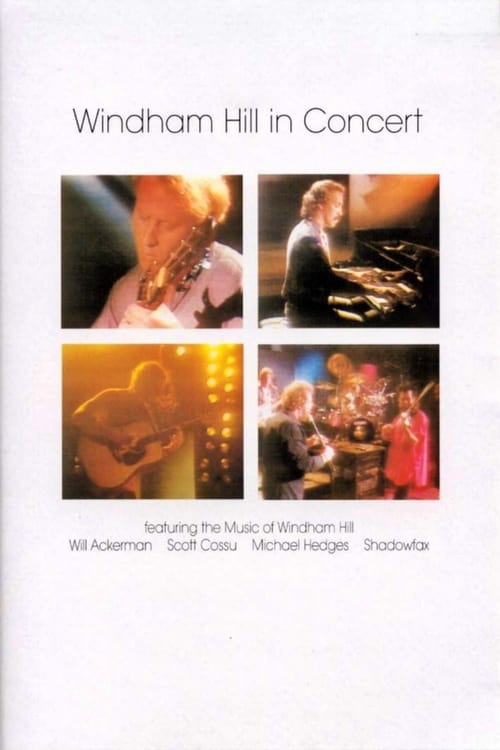 Windham Hill in Concert
featuring the Music of Windham Hill
Will Ackerman Scott Cossu Michael Hedges Shadowfax